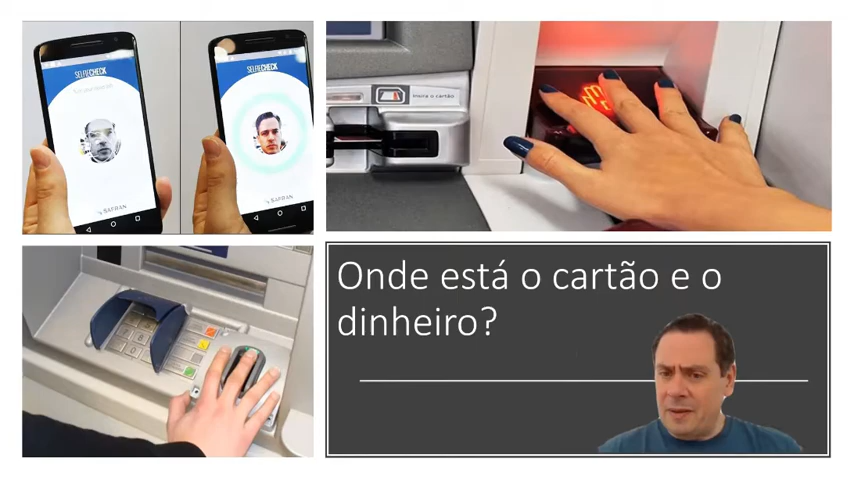 SELFIECHECK
SELFIECHECK
SAFRAN
SAFRAN
Insira o cartão
Onde está o cartão e o
dinheiro?